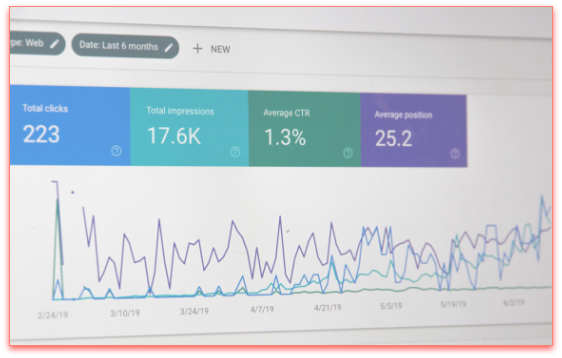 pe: Web
Date: Last 6 months
+ NEW
Total clicks
223
Total impressions
17.6K
Average CTR
1.3%
Average position
25.2
2/24/19 3/10/19 3/24/19 4/7/19 4/21/19 5/5/19 5/19/19 6/2/19